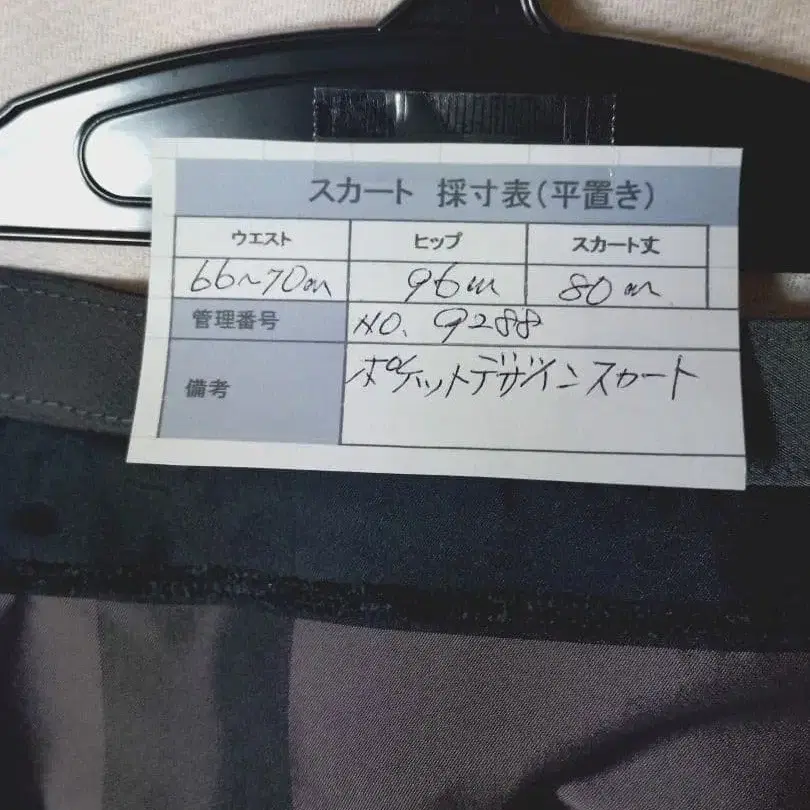 スカート 採寸表(平置き)
ウエスト ヒップ スカート丈
66~70cm 96cm 80cm
管理番号 NO. 9288
備考 ポケットデザインスカート